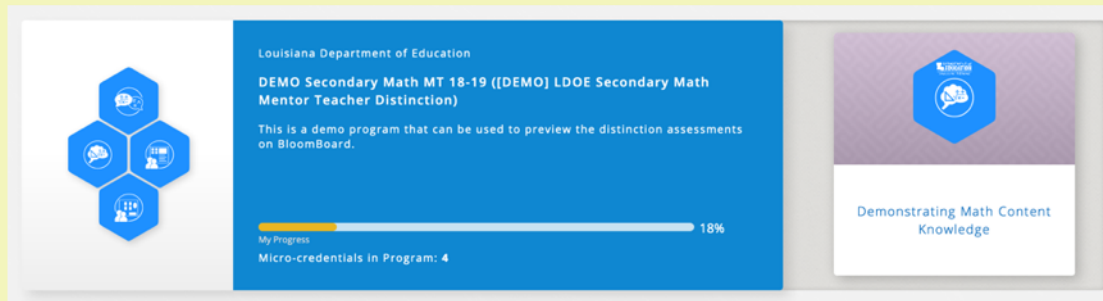 Louisiana Department of Education
DEMO Secondary Math MT 18-19 ([DEMO] LDOE Secondary Math
Mentor Teacher Distinction)
This is a demo program that can be used to preview the distinction assessments
on BloomBoard.
18%
My Progress
Micro-credentials in Program: 4
EDUCATION
Demonstrating Math Content
Knowledge